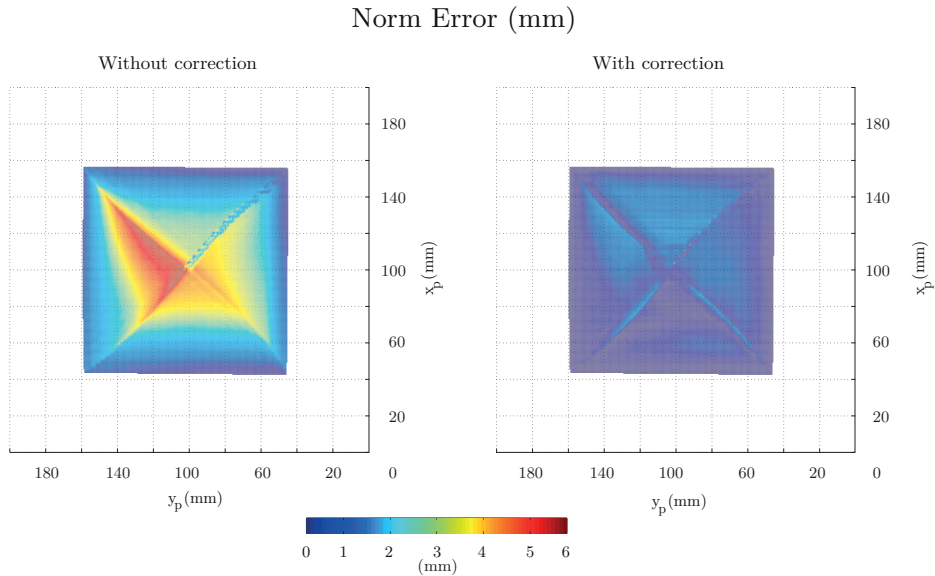 Norm Error (mm)
Without correction
With correction
180
140
100
60
20
x_p(mm)
180 140 100 60 20 0
y_p(mm)
180
140
100
60
20
x_p(mm)
180 140 100 60 20 0
y_p(mm)
0 1 2 3 4 5 6
(mm)